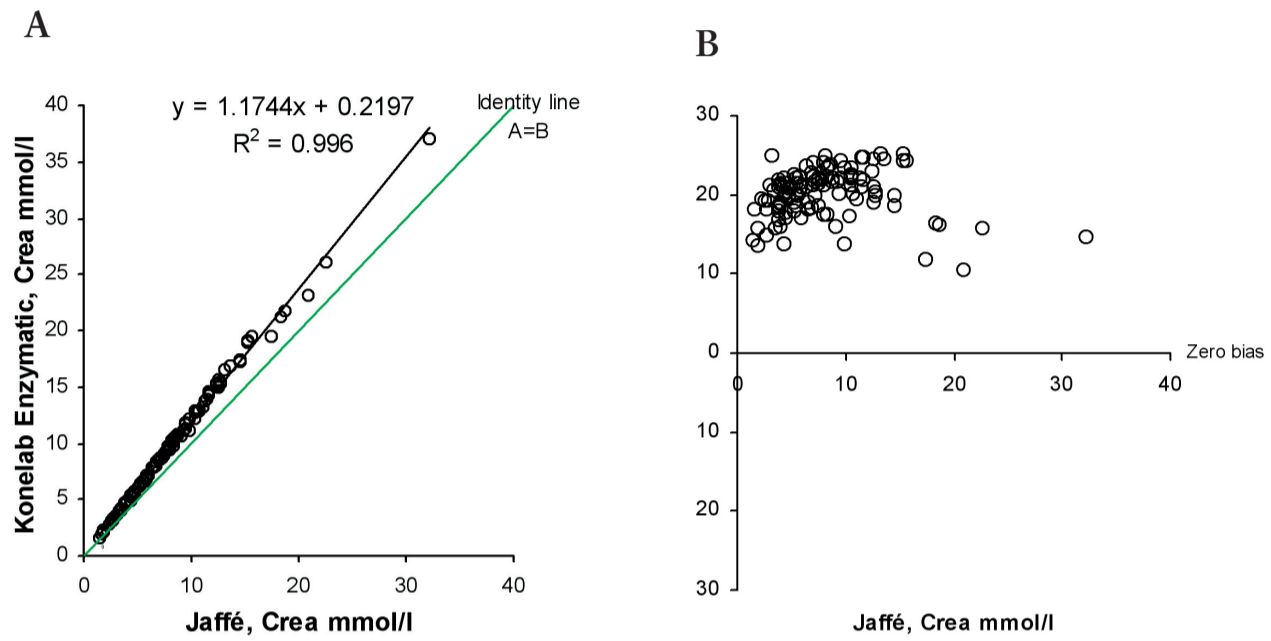 A
B
y = 1.1744x + 0.2197
R² = 0.996
Identity line
A=B
Konelab Enzymatic, Crea mmol/l
40
35
30
25
20
15
10
5
0
0
10
20
30
40
Jaffé, Crea mmol/l
30
20
10
0
10
20
30
Zero bias
0
10
20
30
40
Jaffé, Crea mmol/l